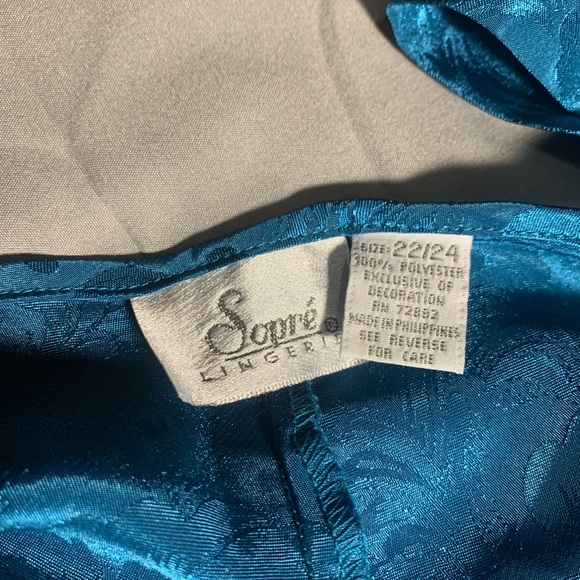 Sopré®
LINGERIE
SIZE: 22/24
100% POLYESTER
EXCLUSIVE OF
DECORATION
RN 72882
MADE IN PHILIPPINES
SEE REVERSE
FOR CARE